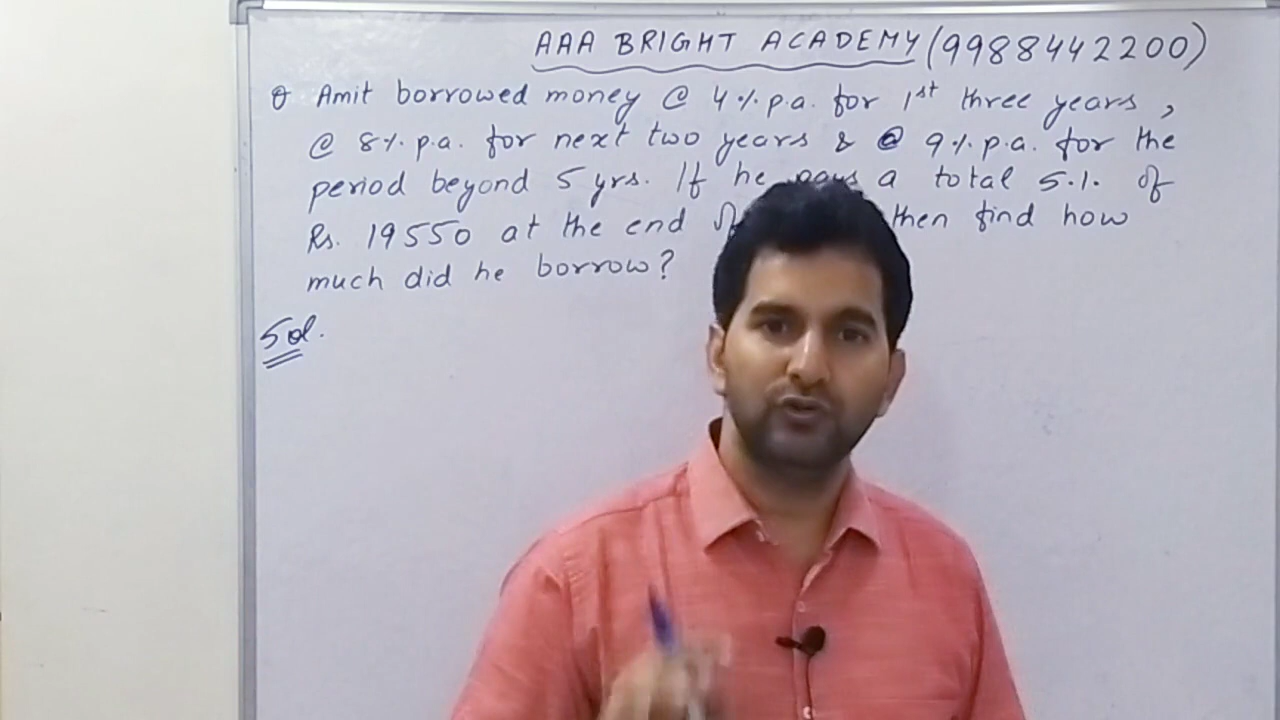 AAA BRIGHT ACADEMY (9988442200)
Q Amit borrowed money @ 4%.p.a. for 1st three years,
@ 8%.p.a. for next two years & @ 9%.p.a. for the
period beyond 5 yrs. If he pays a total S.I. of
Rs. 19550 at the end of then find how
much did he borrow?
Sol.